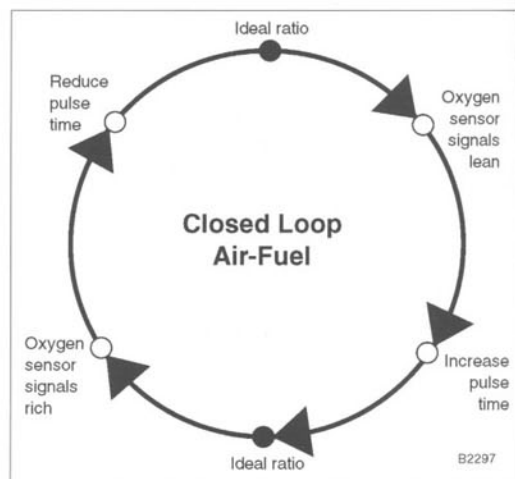 Ideal ratio
Oxygen
sensor
signals
lean
Increase
pulse
time
Ideal ratio
Oxygen
sensor
signals
rich
Reduce
pulse
time
Closed Loop
Air-Fuel
B2297